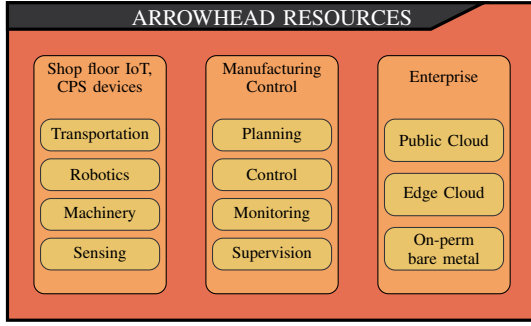 ARROWHEAD RESOURCES
Shop floor IoT,
CPS devices
Transportation
Robotics
Machinery
Sensing
Manufacturing
Control
Planning
Control
Monitoring
Supervision
Enterprise
Public Cloud
Edge Cloud
On-perm
bare metal